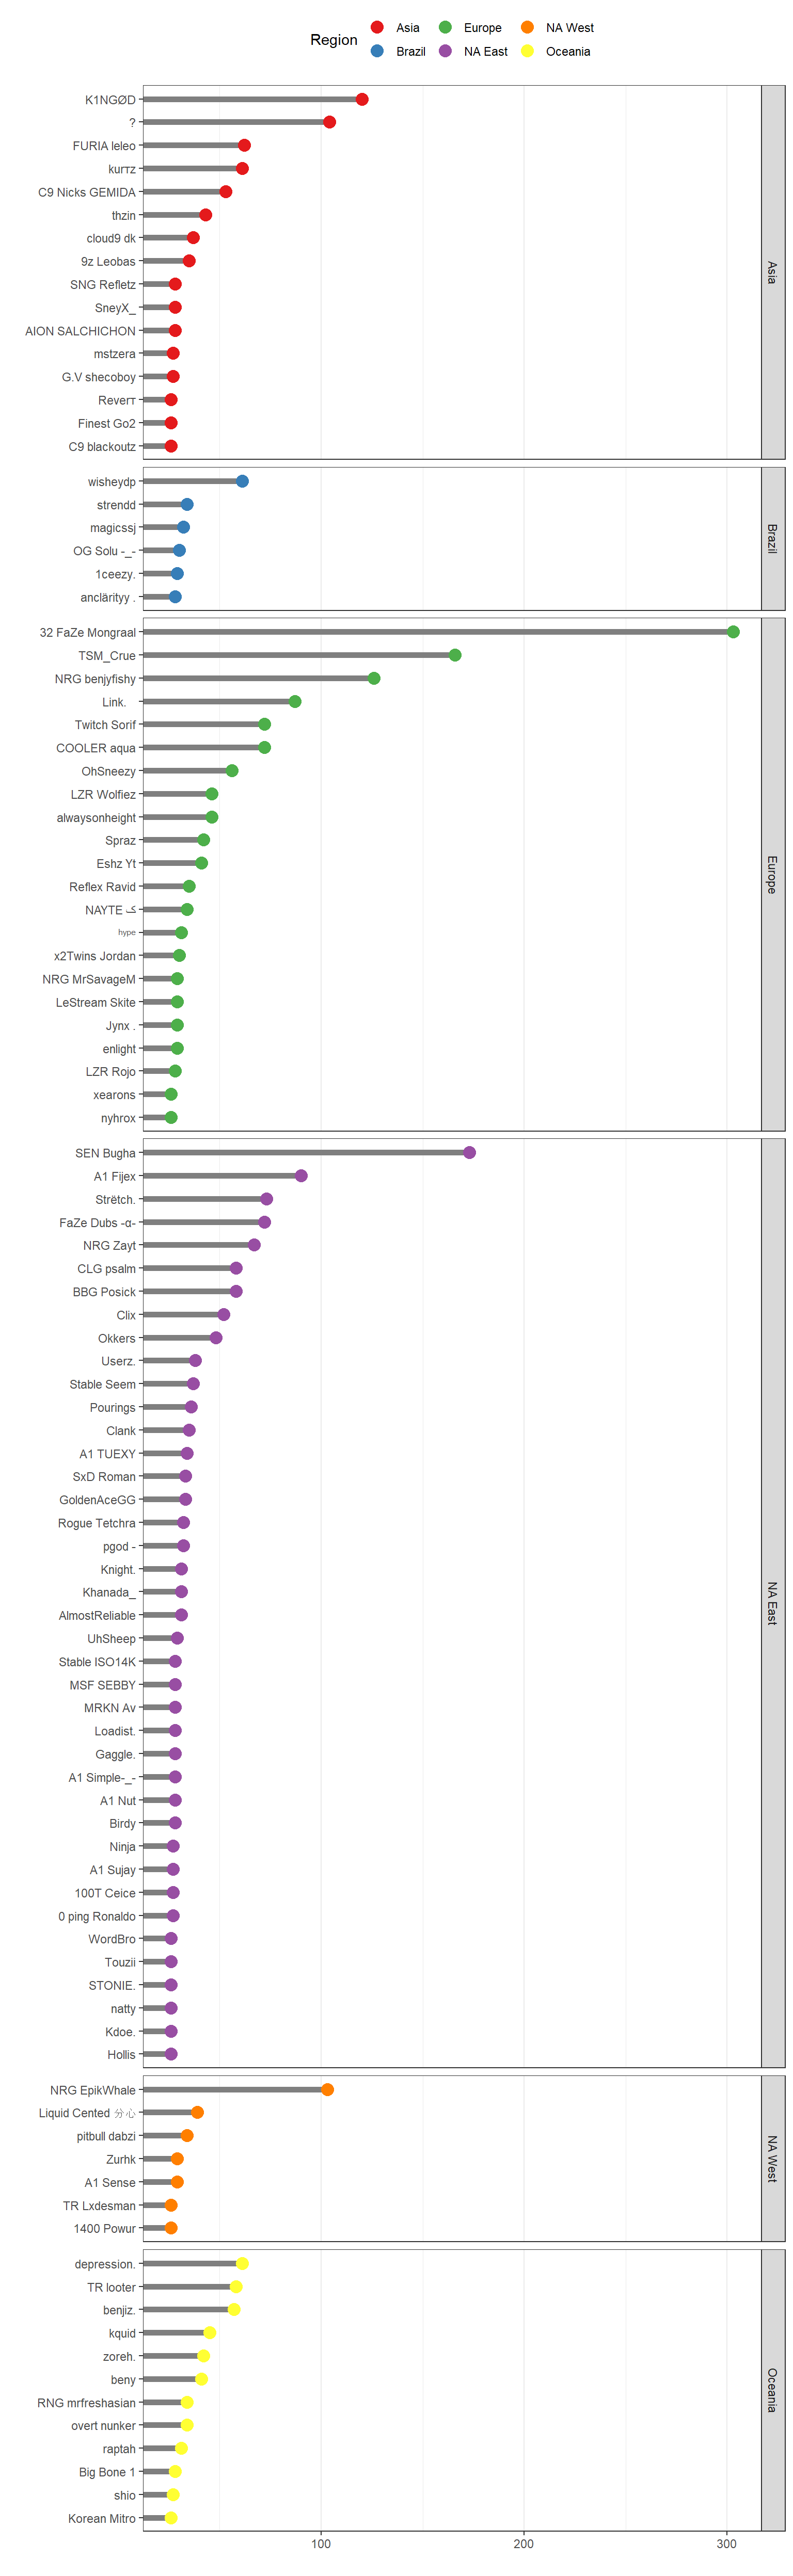 Region
Asia
Europe
NA West
Brazil
NA East
Oceania
K1NGØD
?
FURIA leleo
kurтz
C9 Nicks GEMIDA
thzin
cloud9 dk
9z Leobas
SNG Refletz
SneyX_
AION SALCHICHON
mstzera
G.V shecoboy
Reverт
Finest Go2
C9 blackoutz
Asia
wisheydp
strendd
magicssj
OG Solu -_-
1ceezy.
anclärityy .
Brazil
32 FaZe Mongraal
TSM_Crue
NRG benjyfishy
Link.
Twitch Sorif
COOLER aqua
OhSneezy
LZR Wolfiez
alwaysonheight
Spraz
Eshz Yt
Reflex Ravid
NAYTE ک
ʰʸᵖᵉ
x2Twins Jordan
NRG MrSavageM
LeStream Skite
Jynx .
enlight
LZR Rojo
xearons
nyhrox
Europe
SEN Bugha
A1 Fijex
Strëtch.
FaZe Dubs -α-
NRG Zayt
CLG psalm
BBG Posick
Clix
Okkers
Userz.
Stable Seem
Pourings
Clank
A1 TUEXY
SxD Roman
GoldenAceGG
Rogue Tetchra
pgod -
Knight.
Khanada_
AlmostReliable
UhSheep
Stable ISO14K
MSF SEBBY
MRKN Av
Loadist.
Gaggle.
A1 Simple-_-
A1 Nut
Birdy
Ninja
A1 Sujay
100T Ceice
0 ping Ronaldo
WordBro
Touzii
STONIE.
natty
Kdoe.
Hollis
NA East
NRG EpikWhale
Liquid Cented 分心
pitbull dabzi
Zurhk
A1 Sense
TR Lxdesman
1400 Powur
NA West
depression.
TR looter
benjiz.
kquid
zoreh.
beny
RNG mrfreshasian
overt nunker
raptah
Big Bone 1
shio
Korean Mitro
Oceania
100
200
300